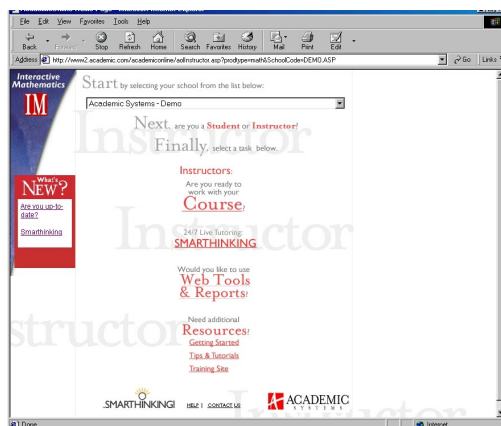 File Edit View Favorites Tools Help
Back Forward Stop Refresh Home Search Favorites History Mail Print Edit
Address http://www2.academic.com/academiconline/aolInstructor.asp?prodtype=math&SchoolCode=DEMO.ASP Go Links
Interactive
Mathematics
IM
What's
NEW?
Are you up-to-
date?
Smarthinking
Start by selecting your school from the list below:
Academic Systems - Demo
Next, are you a Student or Instructor?
Finally, select a task below.
Instructors:
Are you ready to
work with your
Course?
24/7 Live Tutoring:
SMARTHINKING
Would you like to use
Web Tools
& Reports?
Need additional
Resources?
Getting Started
Tips & Tutorials
Training Site
Instructor
Instructor
structor
Instructor
SMARTHINKING!
HELP | CONTACT US
ACADEMIC
SYSTEMS
Done
Internet